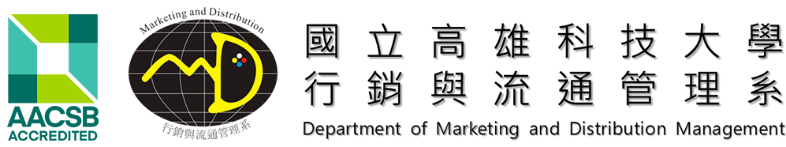 AACSB
ACCREDITED
Marketing and Distribution
MD
行銷與流通管理系
國立高雄科技大學
行銷與流通管理系
Department of Marketing and Distribution Management